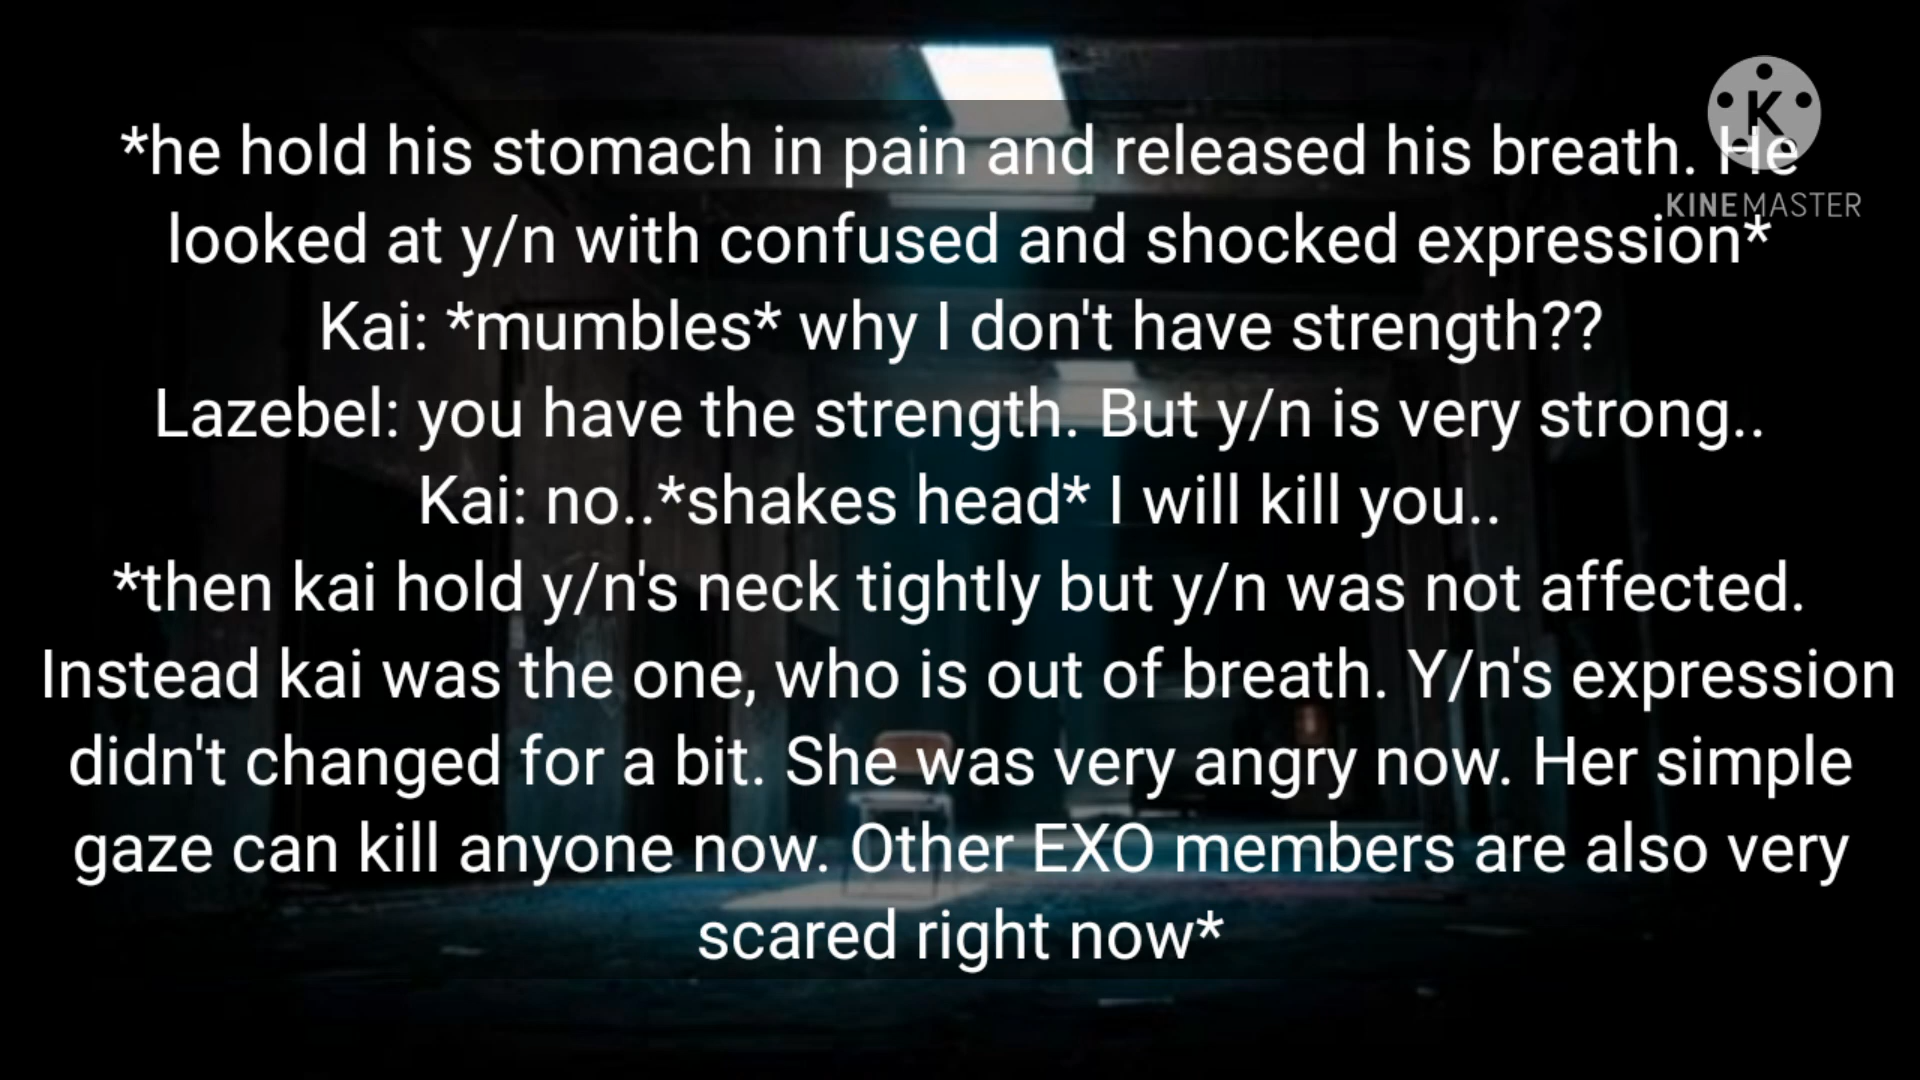 *he hold his stomach in pain and released his breath. He
looked at y/n with confused and shocked expression*
Kai: *mumbles* why I don't have strength??
Lazebel: you have the strength. But y/n is very strong..
Kai: no..*shakes head* I will kill you..
*then kai hold y/n's neck tightly but y/n was not affected.
Instead kai was the one, who is out of breath. Y/n's expression
didn't changed for a bit. She was very angry now. Her simple
gaze can kill anyone now. Other EXO members are also very
scared right now*
K
KINEMASTER